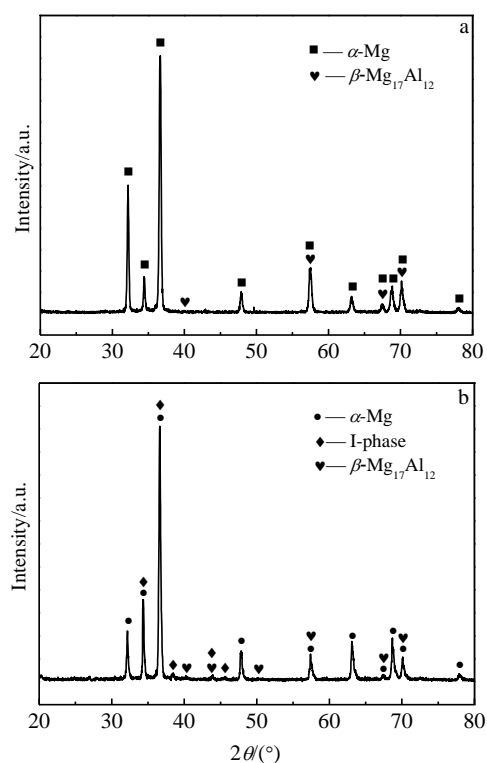 a
■ — α-Mg
♥ — β-Mg₁₇Al₁₂
Intensity/a.u.
20 30 40 50 60 70 80
b
● — α-Mg
♦ — I-phase
♥ — β-Mg₁₇Al₁₂
Intensity/a.u.
20 30 40 50 60 70 80
2θ/(°)